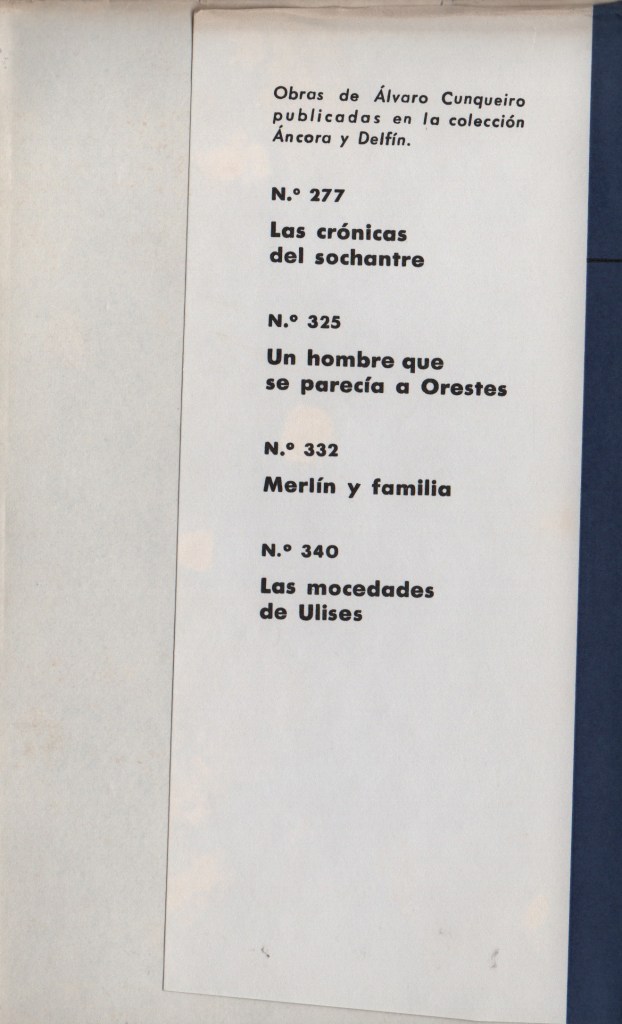 Obras de Álvaro Cunqueiro
publicadas en la colección
Áncora y Delfín.
N.º 277
Las crónicas
del sochantre
N.º 325
Un hombre que
se parecía a Orestes
N.º 332
Merlín y familia
N.º 340
Las mocedades
de Ulises